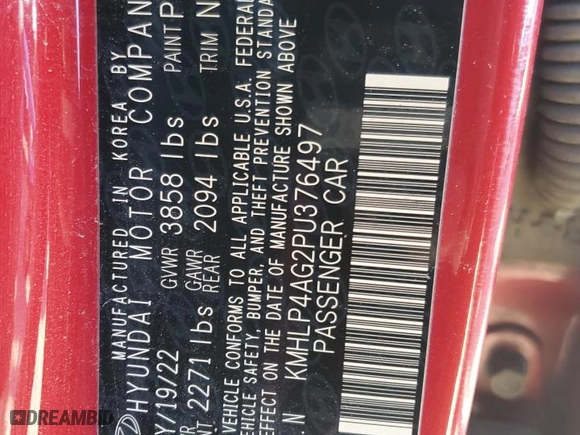 MANUFACTURED IN KOREA BY
HYUNDAI MOTOR COMPAN
Y/19/22 GVWR 3858 lbs PAINT P
NT 2271 lbs GAWR REAR 2094 lbs TRIM N
VEHICLE CONFORMS TO ALL APPLICABLE U.S.A. FEDERAL
VEHICLE SAFETY, BUMPER, AND THEFT PREVENTION STANDA
EFFECT ON THE DATE OF MANUFACTURE SHOWN ABOVE
.N KMHLP4AG2PU376497
PASSENGER CAR
DREAMBID